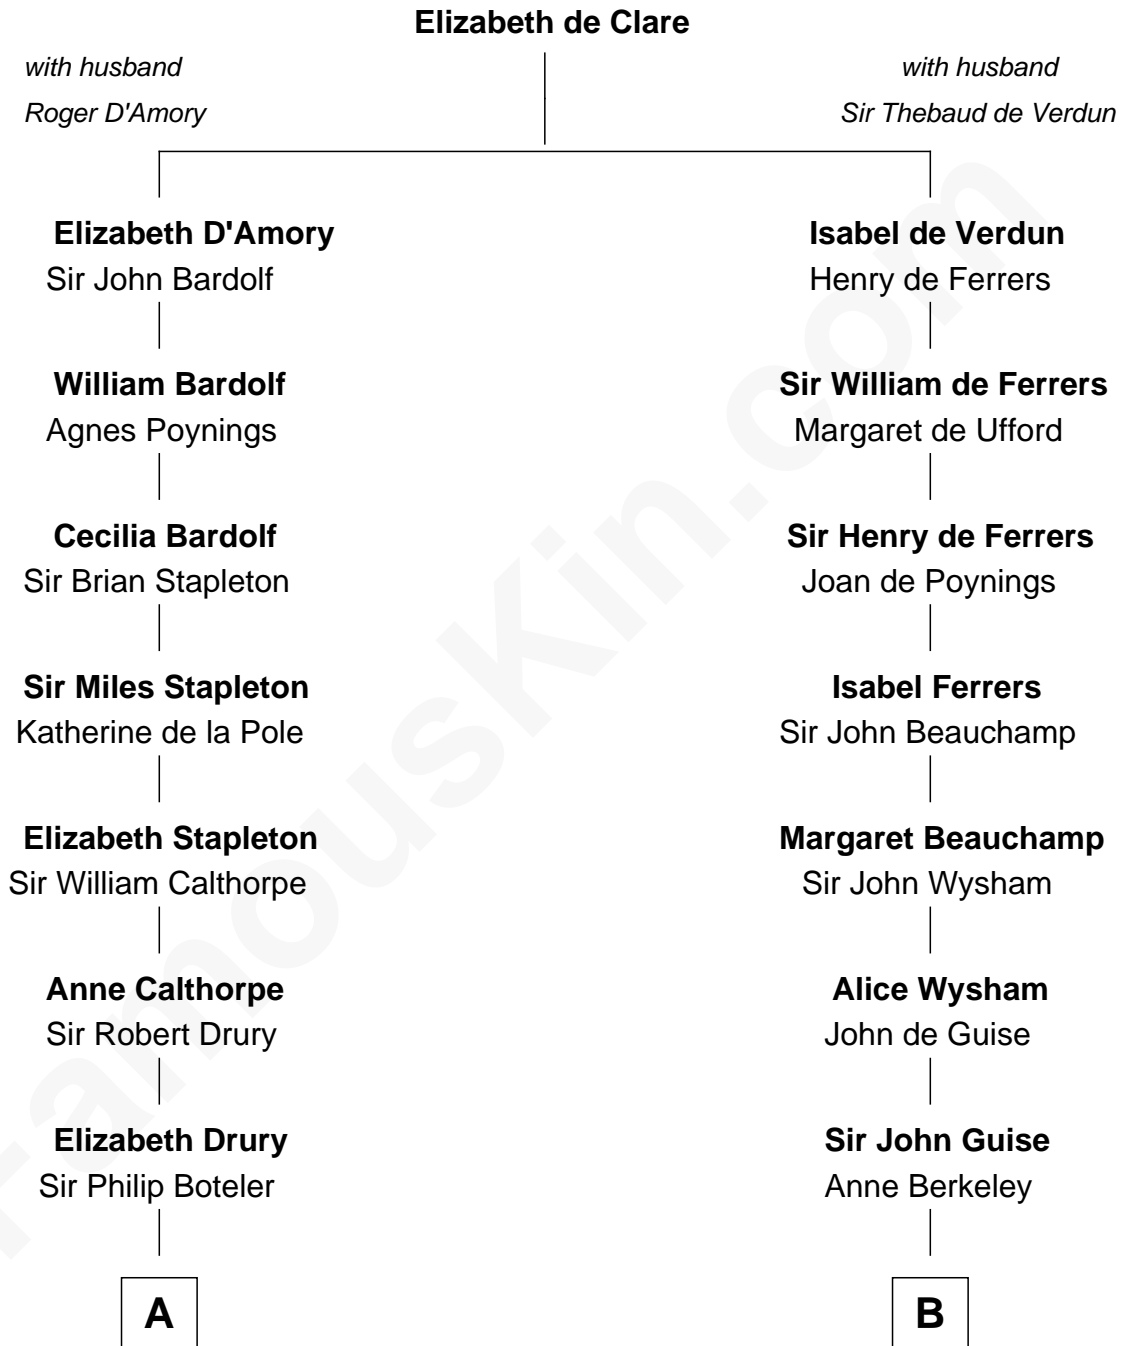 Elizabeth de Clare
with husband
Roger D'Amory
with husband
Sir Thebaud de Verdun
Elizabeth D'Amory
Sir John Bardolf
Isabel de Verdun
Henry de Ferrers
William Bardolf
Agnes Poynings
Sir William de Ferrers
Margaret de Ufford
Cecilia Bardolf
Sir Brian Stapleton
Sir Henry de Ferrers
Joan de Poynings
Sir Miles Stapleton
Katherine de la Pole
Isabel Ferrers
Sir John Beauchamp
Elizabeth Stapleton
Sir William Calthorpe
Margaret Beauchamp
Sir John Wysham
Anne Calthorpe
Sir Robert Drury
Alice Wysham
John de Guise
Elizabeth Drury
Sir Philip Boteler
Sir John Guise
Anne Berkeley
A
B
FamousKin.com